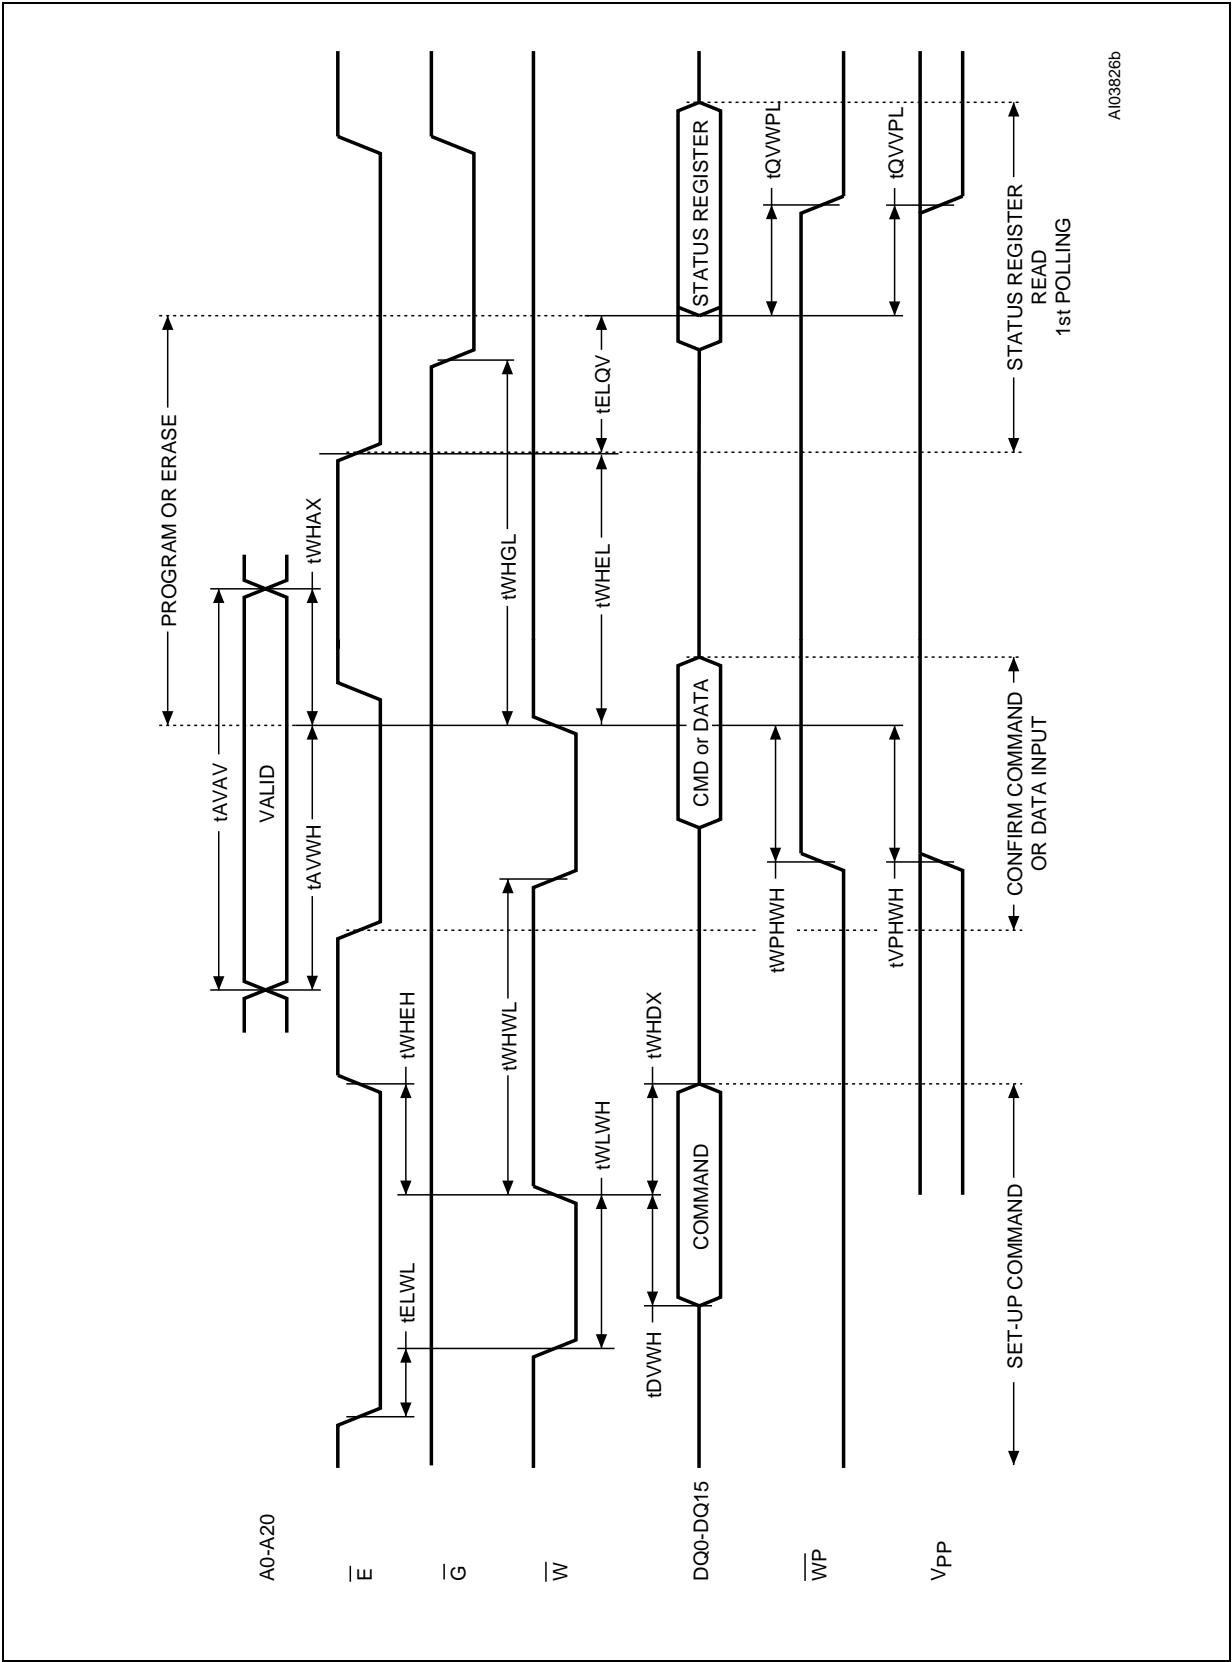 PROGRAM OR ERASE
tAVAV
A0-A20
VALID
tAVWH
tWHAX
E
tELWL
tWHEH
G
tWHWL
tWHGL
W
tWLWH
tWHEL
tELQV
tDVWH
tWHDX
DQ0-DQ15
COMMAND
CMD or DATA
STATUS REGISTER
tWPHWH
tQVWPL
WP
tVPHWH
tQVVPL
VPP
SET-UP COMMAND
CONFIRM COMMAND
OR DATA INPUT
STATUS REGISTER
READ
1st POLLING
AI03826b